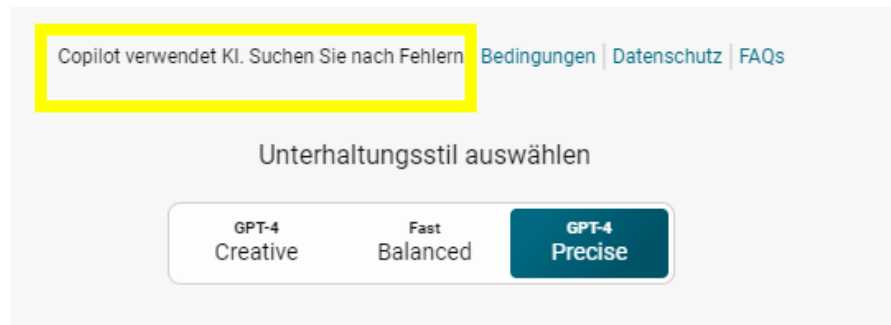 Copilot verwendet KI. Suchen Sie nach Fehlern Bedingungen | Datenschutz | FAQs
Unterhaltungsstil auswählen
GPT-4 Fast GPT-4
Creative Balanced Precise